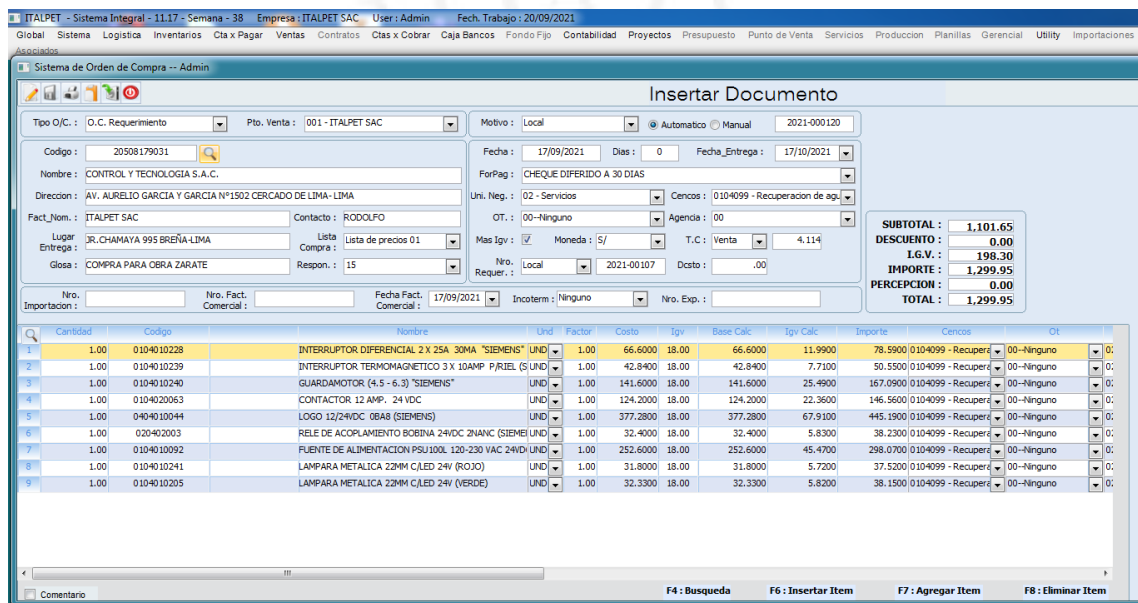 ITALPET - Sistema Integral - 11.17 - Semana - 38 Empresa : ITALPET SAC User : Admin Fech. Trabajo : 20/09/2021
Global Sistema Logistica Inventarios Cta x Pagar Ventas Contratos Ctas x Cobrar Caja Bancos Fondo Fijo Contabilidad Proyectos Presupuesto Punto de Venta Servicios Produccion Planillas Gerencial Utility Importaciones
Asociados
Sistema de Orden de Compra -- Admin
Insertar Documento
Tipo O/C. : O.C. Requerimiento Pto. Venta : 001 - ITALPET SAC Motivo : Local Automatico Manual 2021-000120
Codigo : 20508179031 Fecha : 17/09/2021 Dias : 0 Fecha_Entrega : 17/10/2021
Nombre : CONTROL Y TECNOLOGIA S.A.C. ForPag : CHEQUE DIFERIDO A 30 DIAS
Direccion : AV. AURELIO GARCIA Y GARCIA Nº1502 CERCADO DE LIMA- LIMA Uni. Neg. : 02 - Servicios Cencos : 0104099 - Recuperacion de agu
Fact_Nom. : ITALPET SAC Contacto : RODOLFO OT. : 00--Ninguno Agencia : 00
Lugar Entrega : JR.CHAMAYA 995 BREÑA-LIMA Lista Compra : Lista de precios 01 Mas Igv : Moneda : S/ T.C : Venta 4.114
Glosa : COMPRA PARA OBRA ZARATE Respon. : 15 Nro. Requer. : Local 2021-00107 Dcsto : .00
SUBTOTAL : 1,101.65
DESCUENTO : 0.00
I.G.V. : 198.30
IMPORTE : 1,299.95
PERCEPCION : 0.00
TOTAL : 1,299.95
Nro. Importacion : Nro. Fact. Comercial : Fecha Fact. Comercial : 17/09/2021 Incoterm : Ninguno Nro. Exp. :
Cantidad Codigo Nombre Und Factor Costo Igv Base Calc Igv Calc Importe Cencos Ot
1 1.00 0104010228 INTERRUPTOR DIFERENCIAL 2 X 25A 30MA "SIEMENS" UND 1.00 66.6000 18.00 66.6000 11.9900 78.5900 0104099 - Recupera 00--Ninguno 02
2 1.00 0104010239 INTERRUPTOR TERMOMAGNETICO 3 X 10AMP P/RIEL (S UND 1.00 42.8400 18.00 42.8400 7.7100 50.5500 0104099 - Recupera 00--Ninguno 02
3 1.00 0104010240 GUARDAMOTOR (4.5 - 6.3) "SIEMENS" UND 1.00 141.6000 18.00 141.6000 25.4900 167.0900 0104099 - Recupera 00--Ninguno 02
4 1.00 0104020063 CONTACTOR 12 AMP. 24 VDC UND 1.00 124.2000 18.00 124.2000 22.3600 146.5600 0104099 - Recupera 00--Ninguno 02
5 1.00 0404010044 LOGO 12/24VDC 0BA8 (SIEMENS) UND 1.00 377.2800 18.00 377.2800 67.9100 445.1900 0104099 - Recupera 00--Ninguno 02
6 1.00 020402003 RELE DE ACOPLAMIENTO BOBINA 24VDC 2NANC (SIEME UND 1.00 32.4000 18.00 32.4000 5.8300 38.2300 0104099 - Recupera 00--Ninguno 02
7 1.00 0104010092 FUENTE DE ALIMENTACION PSU100L 120-230 VAC 24VD UND 1.00 252.6000 18.00 252.6000 45.4700 298.0700 0104099 - Recupera 00--Ninguno 02
8 1.00 0104010241 LAMPARA METALICA 22MM C/LED 24V (ROJO) UND 1.00 31.8000 18.00 31.8000 5.7200 37.5200 0104099 - Recupera 00--Ninguno 02
9 1.00 0104010205 LAMPARA METALICA 22MM C/LED 24V (VERDE) UND 1.00 32.3300 18.00 32.3300 5.8200 38.1500 0104099 - Recupera 00--Ninguno 02
Comentario F4 : Busqueda F6 : Insertar Item F7 : Agregar Item F8 : Eliminar Item